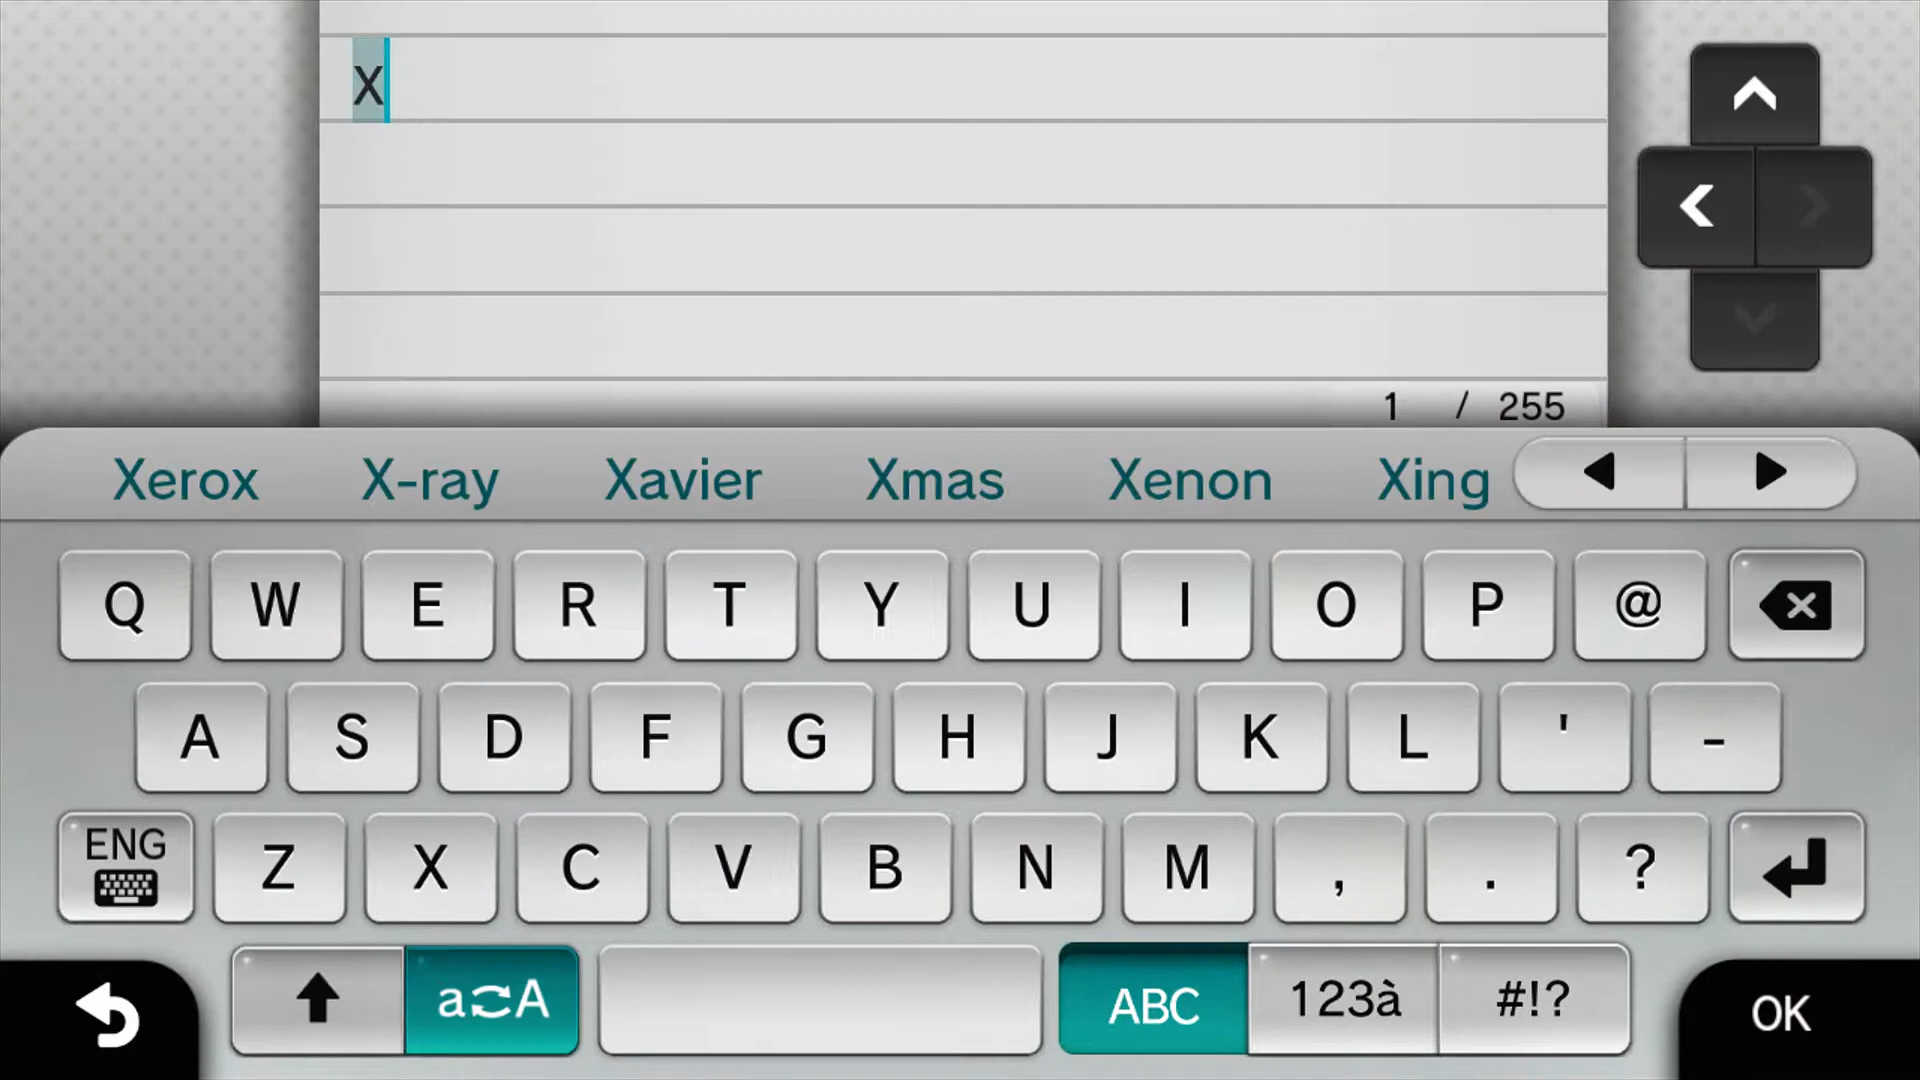 X
1 / 255
Xerox X-ray Xavier Xmas Xenon Xing
Q W E R T Y U I O P @
A S D F G H J K L ' -
ENG Z X C V B N M , . ?
a A ABC 123à #!? OK